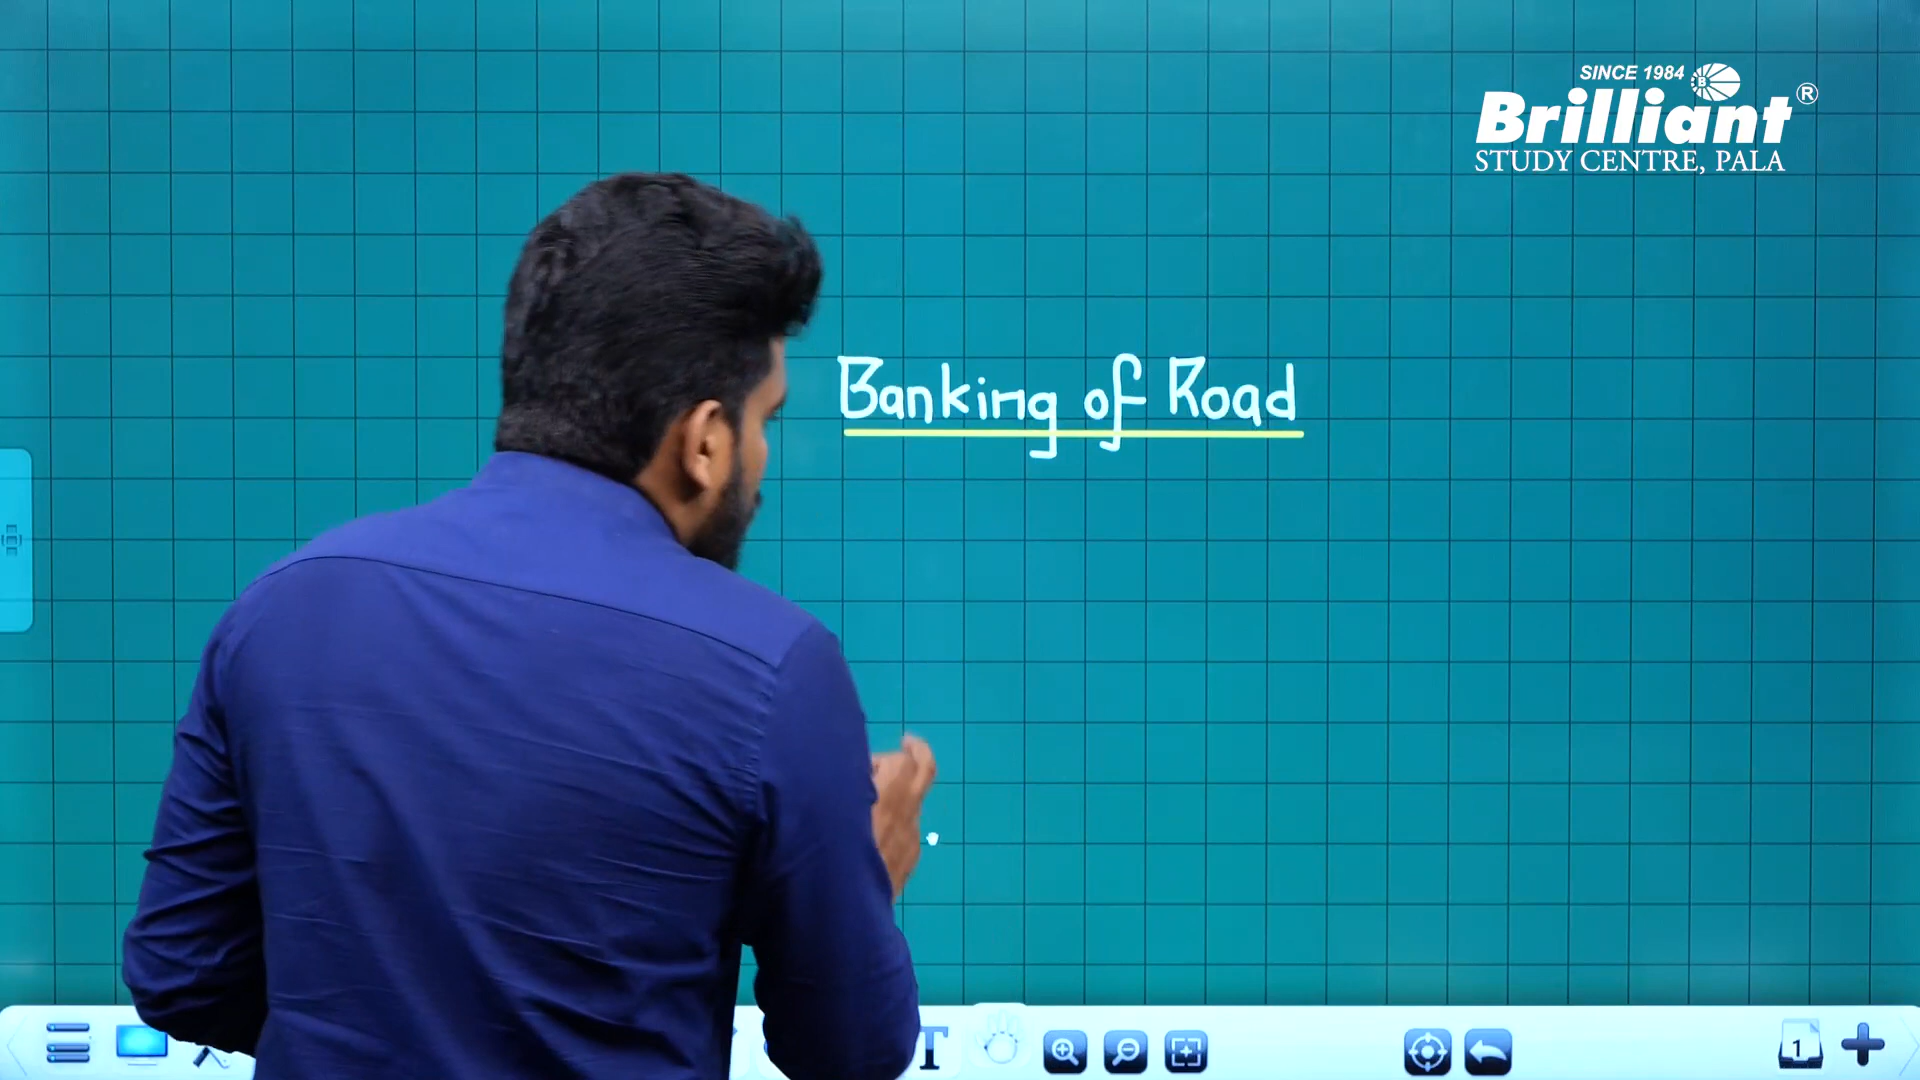 SINCE 1984
B
Brilliant®
STUDY CENTRE, PALA
Banking of Road
T
1